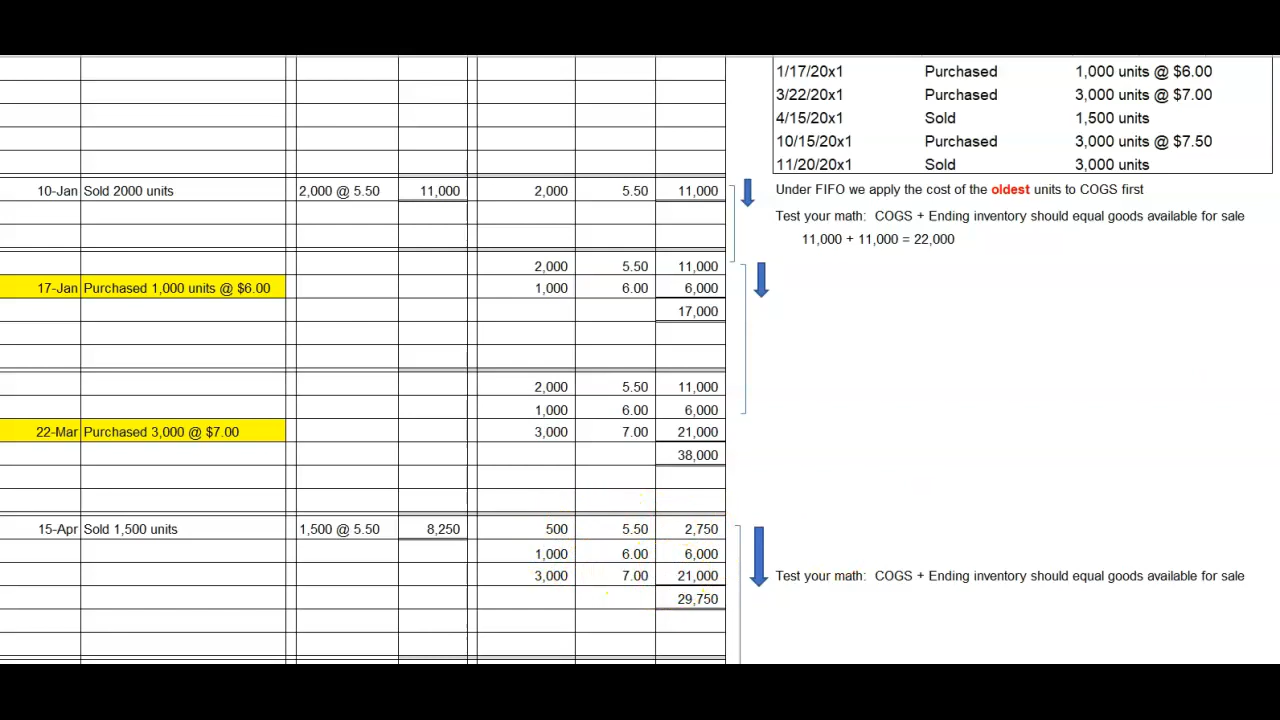 1/17/20x1 Purchased 1,000 units @ $6.00
3/22/20x1 Purchased 3,000 units @ $7.00
4/15/20x1 Sold 1,500 units
10/15/20x1 Purchased 3,000 units @ $7.50
11/20/20x1 Sold 3,000 units
10-Jan Sold 2000 units 2,000 @ 5.50 11,000 2,000 5.50 11,000
Under FIFO we apply the cost of the oldest units to COGS first
Test your math: COGS + Ending inventory should equal goods available for sale
11,000 + 11,000 = 22,000
2,000 5.50 11,000
17-Jan Purchased 1,000 units @ $6.00 1,000 6.00 6,000
17,000
2,000 5.50 11,000
1,000 6.00 6,000
22-Mar Purchased 3,000 @ $7.00 3,000 7.00 21,000
38,000
15-Apr Sold 1,500 units 1,500 @ 5.50 8,250 500 5.50 2,750
1,000 6.00 6,000
3,000 7.00 21,000
Test your math: COGS + Ending inventory should equal goods available for sale
29,750